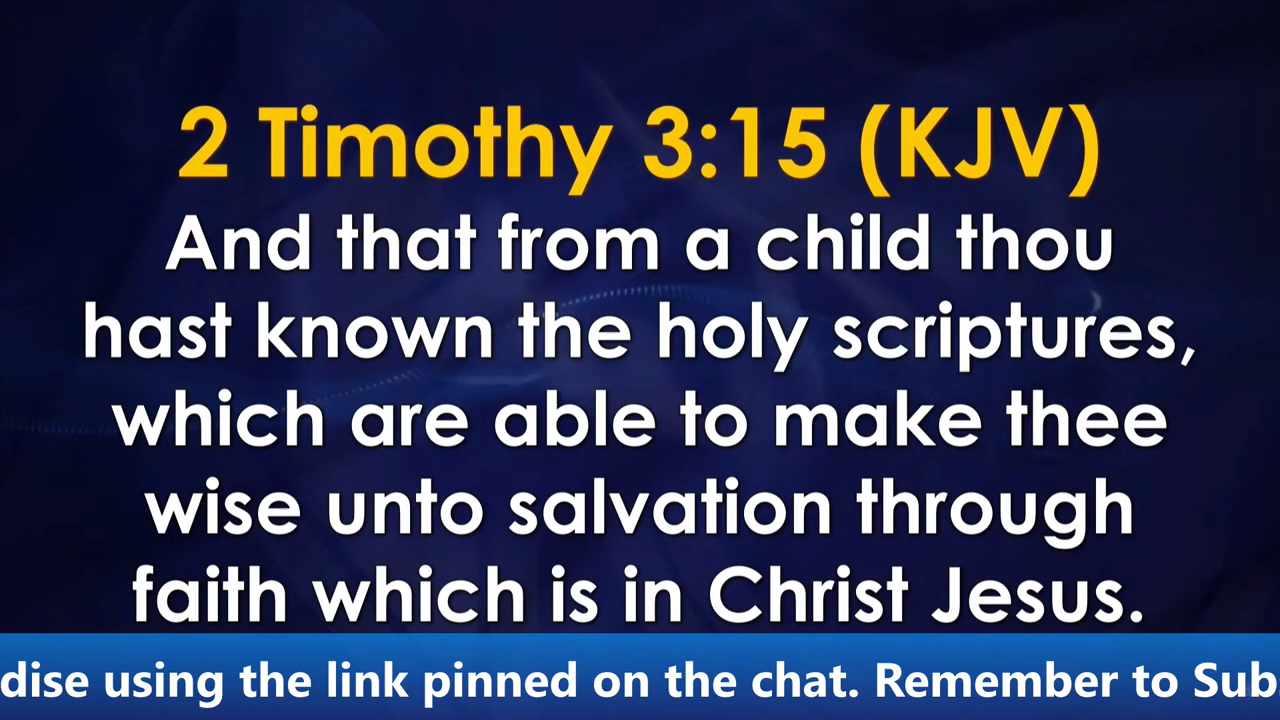 2 Timothy 3:15 (KJV)
And that from a child thou
hast known the holy scriptures,
which are able to make thee
wise unto salvation through
faith which is in Christ Jesus.
dise using the link pinned on the chat. Remember to Sub